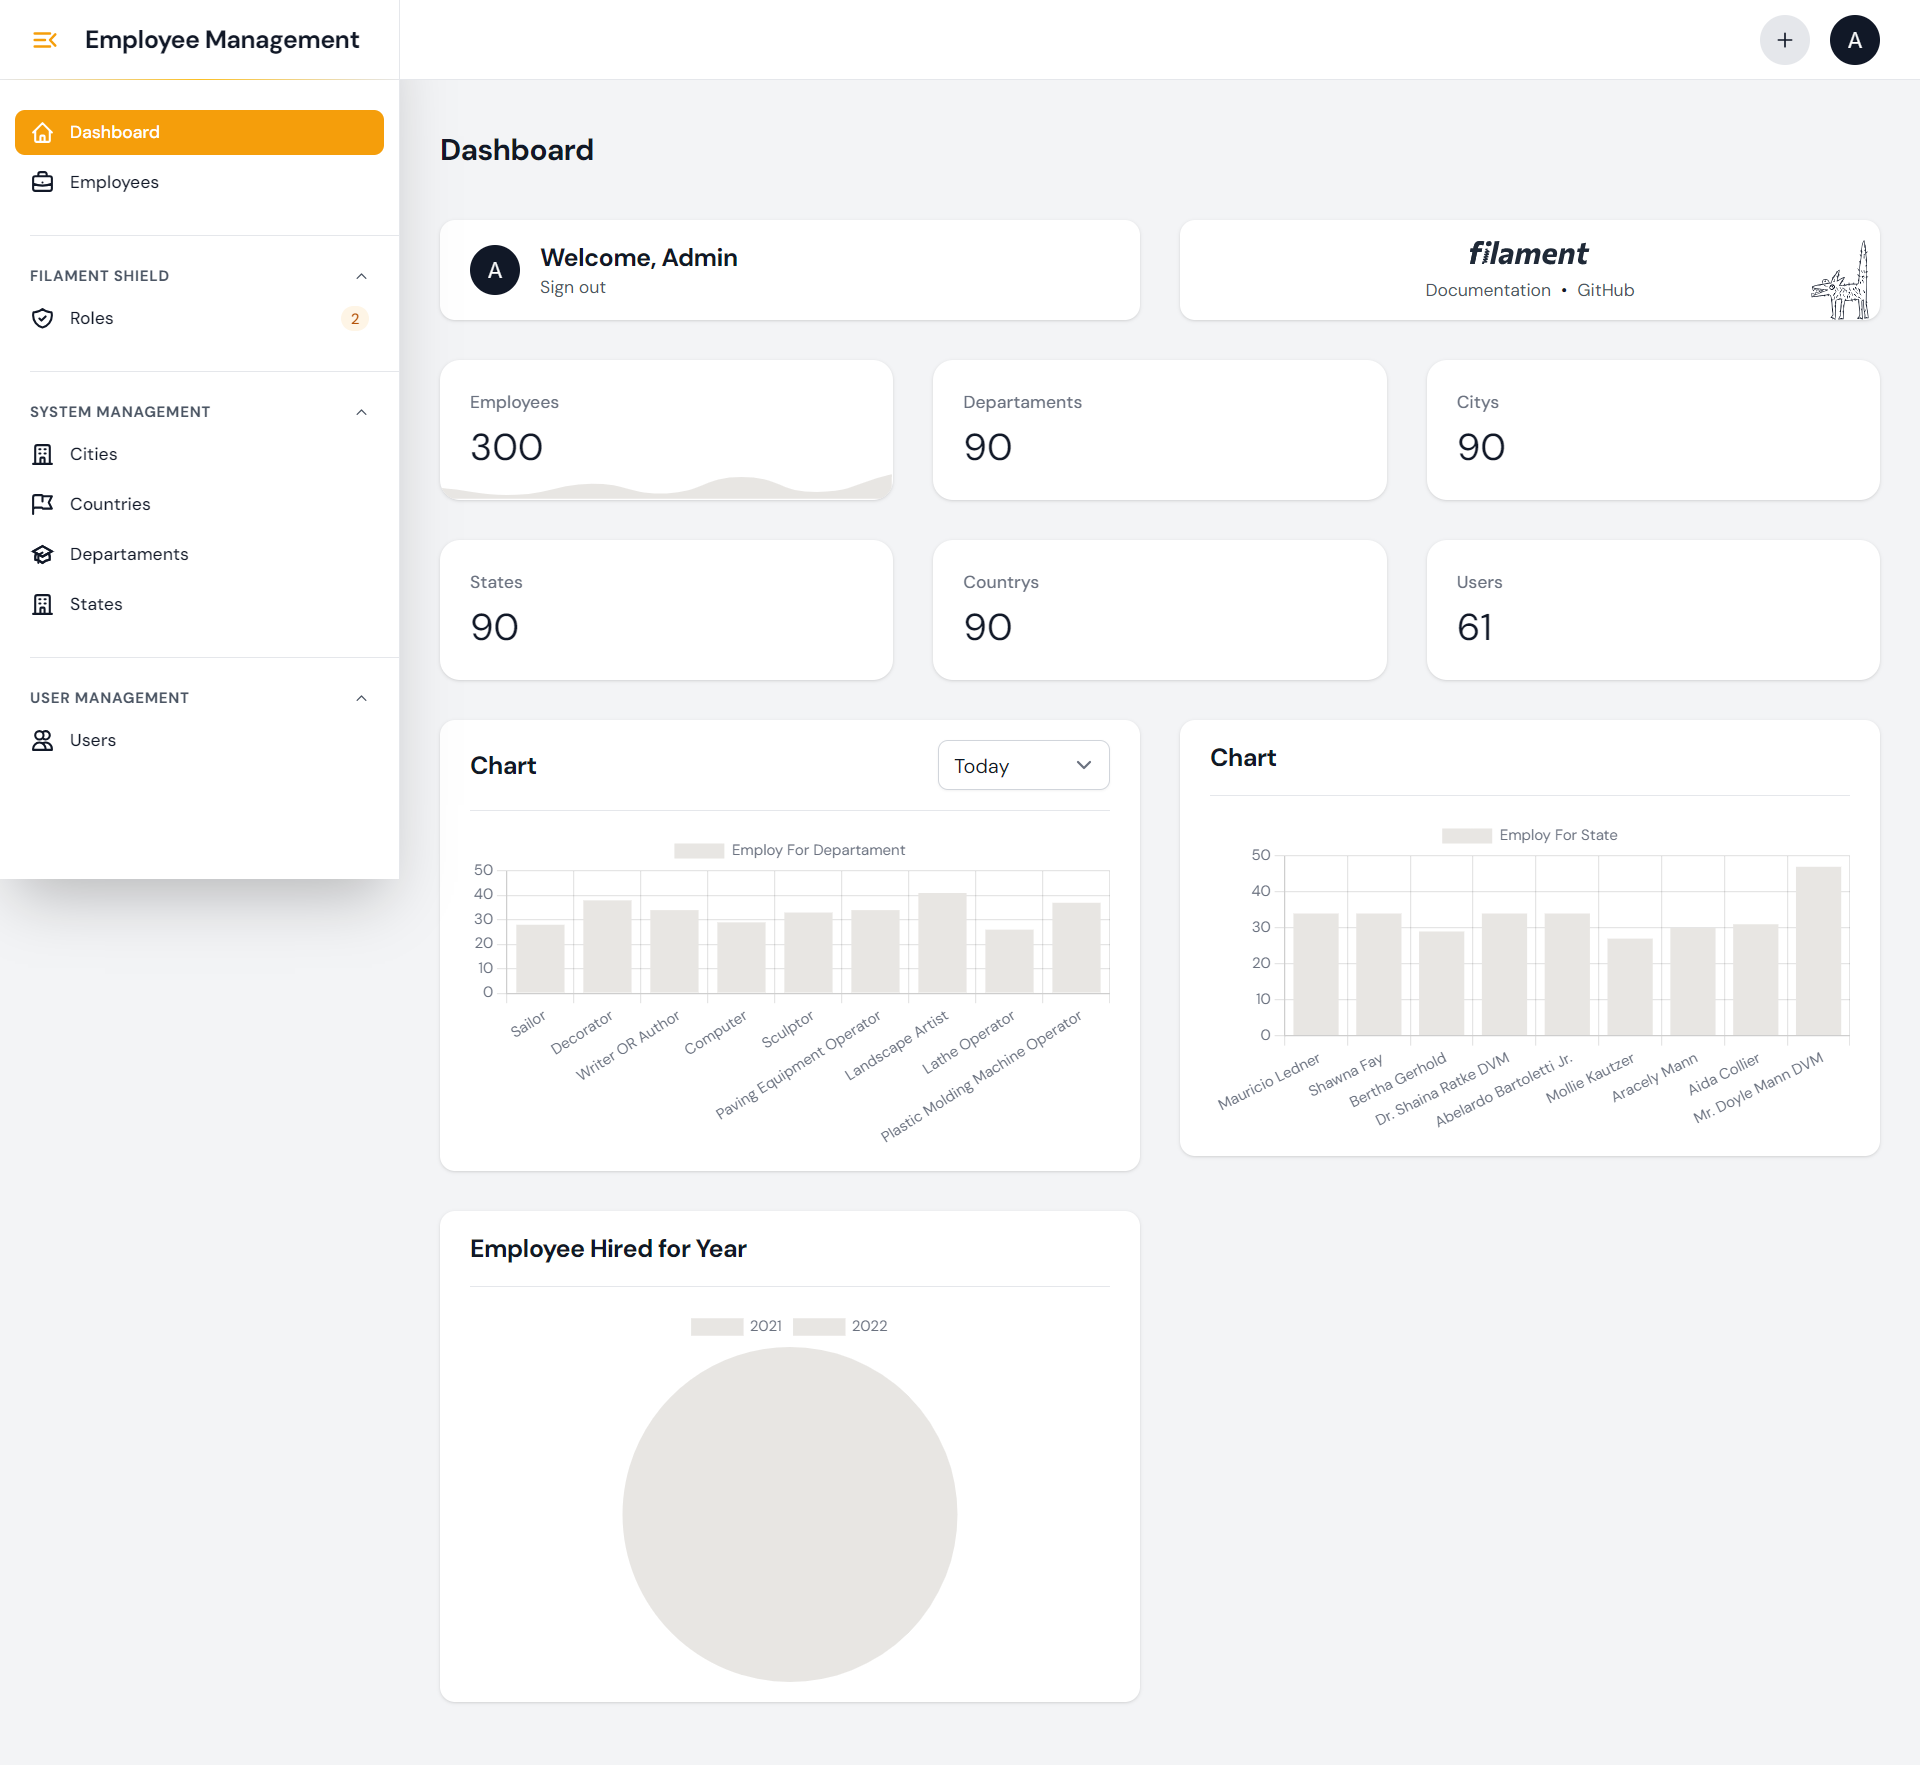 Employee Management
A
Dashboard
Employees
FILAMENT SHIELD
Roles
2
SYSTEM MANAGEMENT
Cities
Countries
Departaments
States
USER MANAGEMENT
Users
Dashboard
A
Welcome, Admin
Sign out
filament
Documentation • GitHub
Employees
300
Departaments
90
Citys
90
States
90
Countrys
90
Users
61
Chart
Today
Employ For Departament
50
40
30
20
10
0
Sailor
Decorator
Writer OR Author
Computer
Sculptor
Paving Equipment Operator
Landscape Artist
Lathe Operator
Plastic Molding Machine Operator
Chart
Employ For State
50
40
30
20
10
0
Mauricio Ledner
Shawna Fay
Bertha Gerhold
Dr. Shaina Ratke DVM
Abelardo Bartoletti Jr.
Mollie Kautzer
Aracely Mann
Aida Collier
Mr. Doyle Mann DVM
Employee Hired for Year
2021 2022